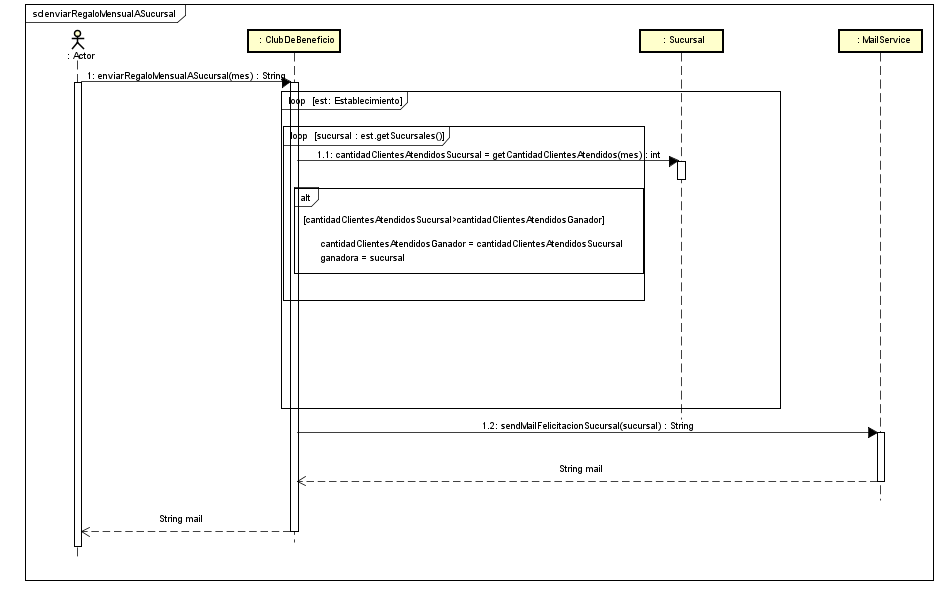 sd enviarRegaloMensualASucursal
: Actor
: ClubDeBeneficio
: Sucursal
: MailService
1: enviarRegaloMensualASucursal(mes) : String
loop [est: Establecimiento]
loop [sucursal : est.getSucursales()]
1.1: cantidadClientesAtendidosSucursal = getCantidadClientesAtendidos(mes) : int
alt
[cantidadClientesAtendidosSucursal>cantidadClientesAtendidosGanador]
cantidadClientesAtendidosGanador = cantidadClientesAtendidosSucursal
ganadora = sucursal
1.2: sendMailFelicitacionSucursal(sucursal) : String
String mail
String mail